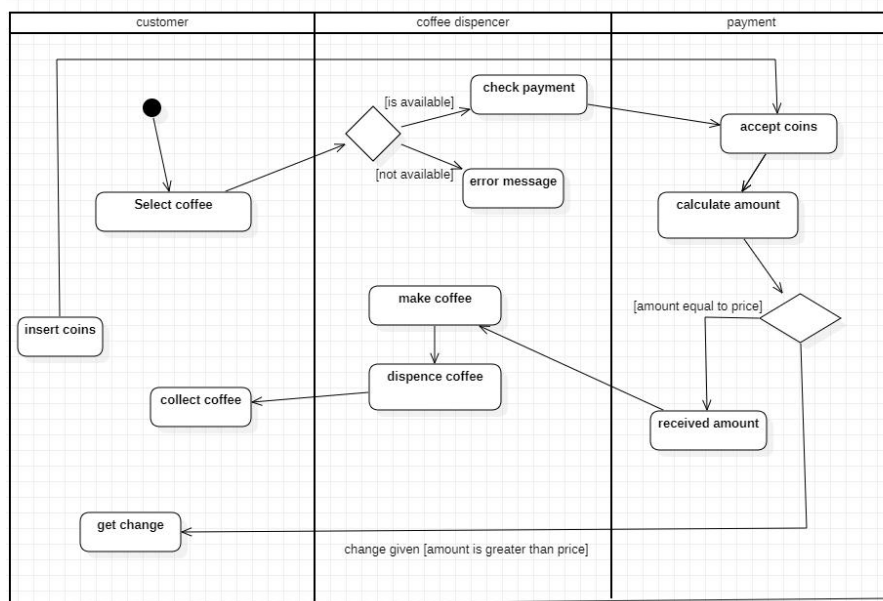 customer
coffee dispencer
payment
[is available]
check payment
accept coins
[not available]
error message
Select coffee
calculate amount
make coffee
[amount equal to price]
insert coins
dispence coffee
collect coffee
received amount
get change
change given [amount is greater than price]